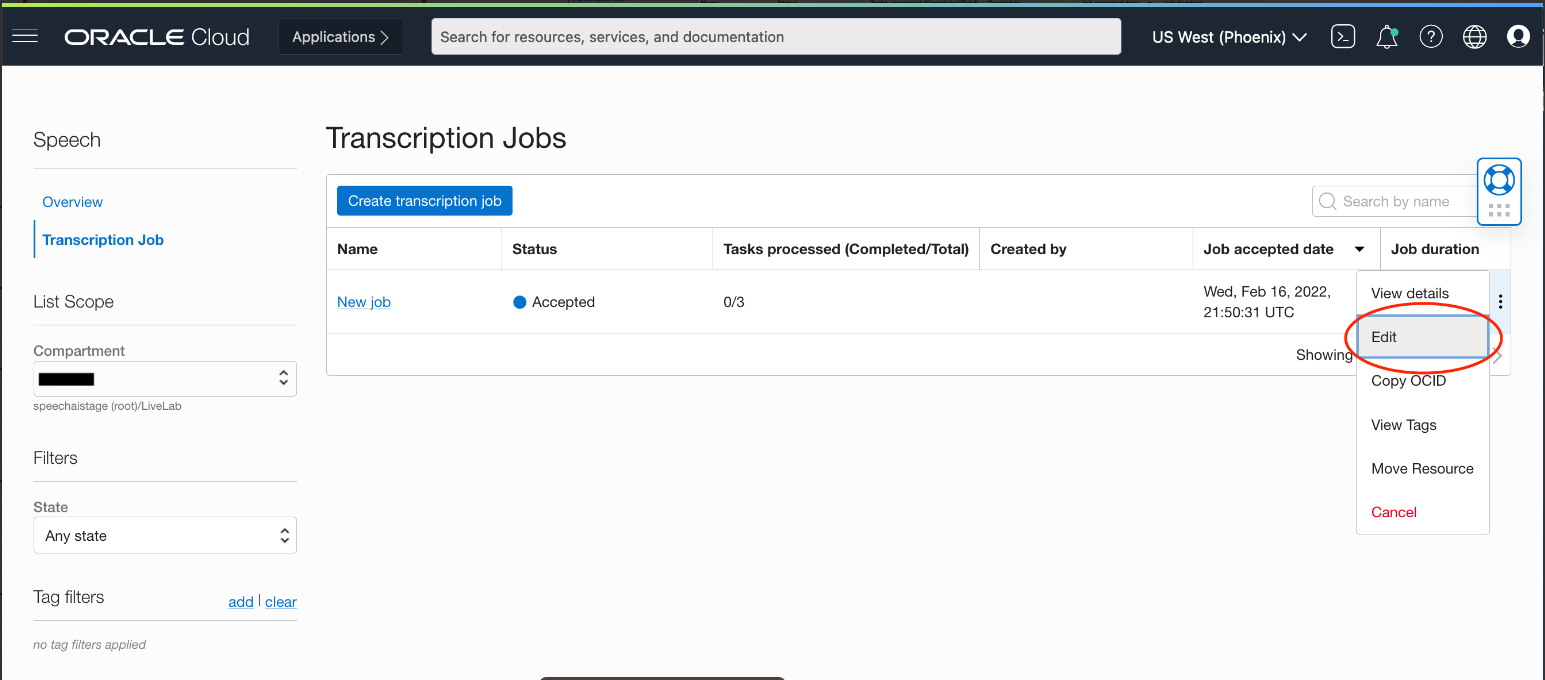 ORACLE Cloud
Applications
Search for resources, services, and documentation
US West (Phoenix)
Speech
Overview
Transcription Job
List Scope
Compartment
speechaistage (root)/LiveLab
Filters
State
Any state
Tag filters
add | clear
no tag filters applied
Transcription Jobs
Create transcription job
Search by name
Name Status Tasks processed (Completed/Total) Created by Job accepted date Job duration
New job Accepted 0/3 Wed, Feb 16, 2022,
21:50:31 UTC
Showing
View details
Edit
Copy OCID
View Tags
Move Resource
Cancel